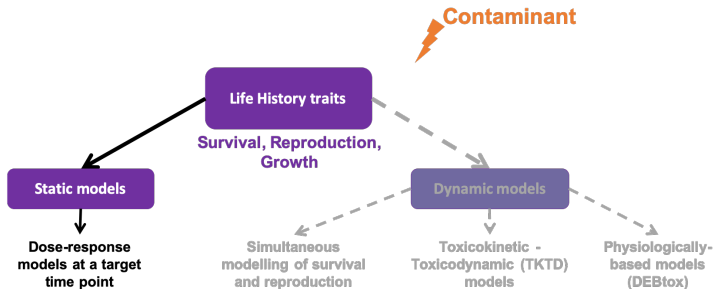 Contaminant
Life History traits
Survival, Reproduction,
Growth
Static models
Dynamic models
Dose-response
models at a target
time point
Simultaneous
modelling of survival
and reproduction
Toxicokinetic -
Toxicodynamic (TKTD)
models
Physiologically-
based models
(DEBtox)